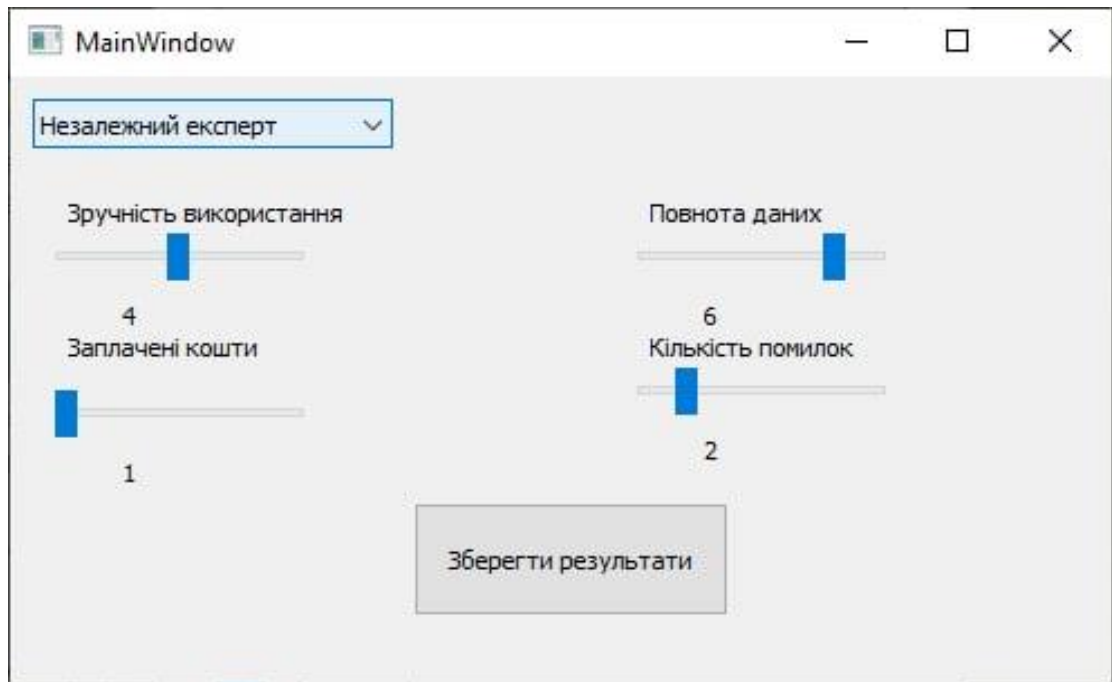 MainWindow
Незалежний експерт
Зручність використання
Повнота даних
4
6
Заплачені кошти
Кількість помилок
1
2
Зберегти результати